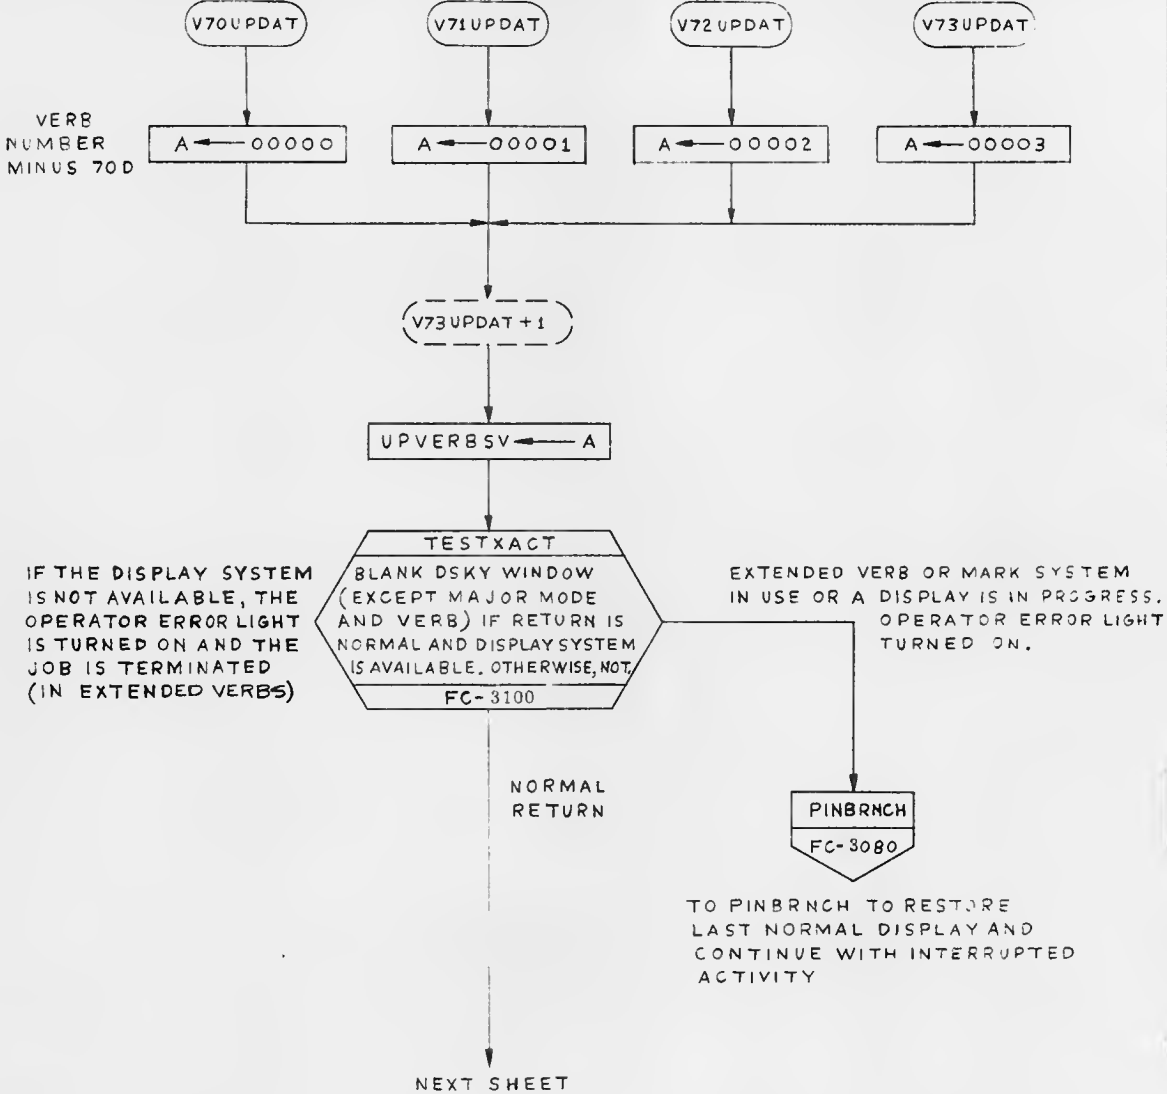 V70UPDAT
V71UPDAT
V72UPDAT
V73UPDAT
VERB
NUMBER
MINUS 70D
A ← 00000
A ← 00001
A ← 00002
A ← 00003
V73UPDAT + 1
UPVERBSV ← A
TESTXACT
BLANK DSKY WINDOW
(EXCEPT MAJOR MODE
AND VERB) IF RETURN IS
NORMAL AND DISPLAY SYSTEM
IS AVAILABLE. OTHERWISE, NOT.
FC-3100
IF THE DISPLAY SYSTEM
IS NOT AVAILABLE, THE
OPERATOR ERROR LIGHT
IS TURNED ON AND THE
JOB IS TERMINATED
(IN EXTENDED VERBS)
EXTENDED VERB OR MARK SYSTEM
IN USE OR A DISPLAY IS IN PROGRESS.
OPERATOR ERROR LIGHT
TURNED ON.
NORMAL
RETURN
PINBRNCH
FC-3080
TO PINBRNCH TO RESTORE
LAST NORMAL DISPLAY AND
CONTINUE WITH INTERRUPTED
ACTIVITY
NEXT SHEET